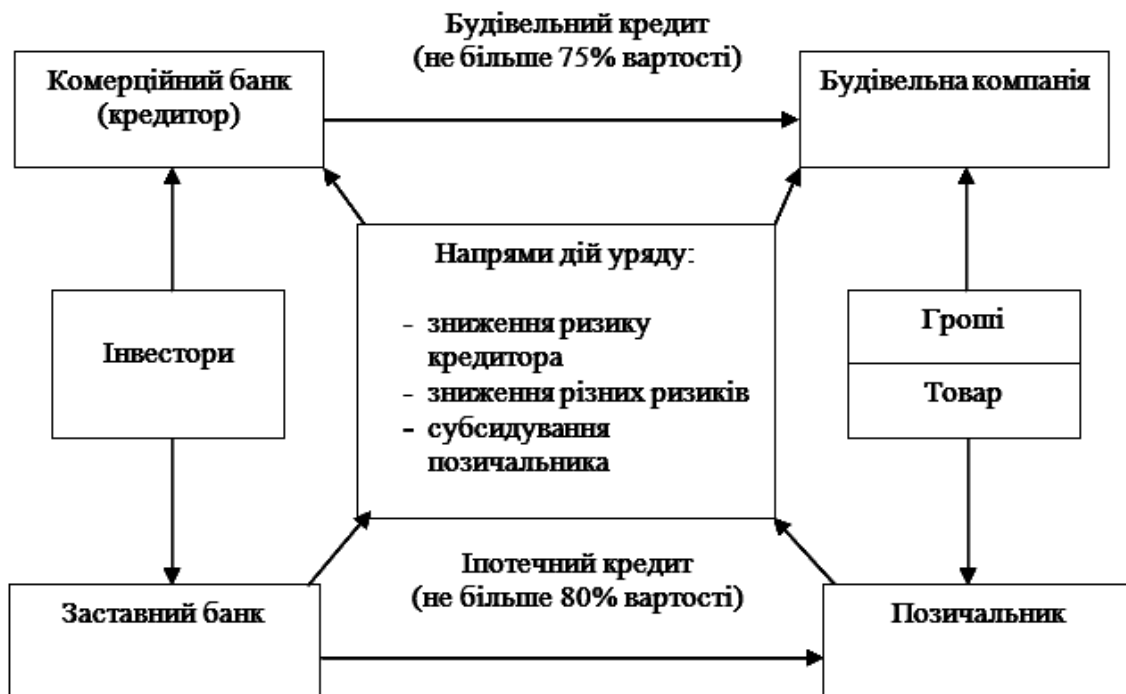 Будівельний кредит
(не більше 75% вартості)
Комерційний банк
(кредитор)
Будівельна компанія
Напрями дій уряду:
- зниження ризику
кредитора
- зниження різних ризиків
- субсидування
позичальника
Інвестори
Гроші
Товар
Іпотечний кредит
(не більше 80% вартості)
Заставний банк
Позичальник